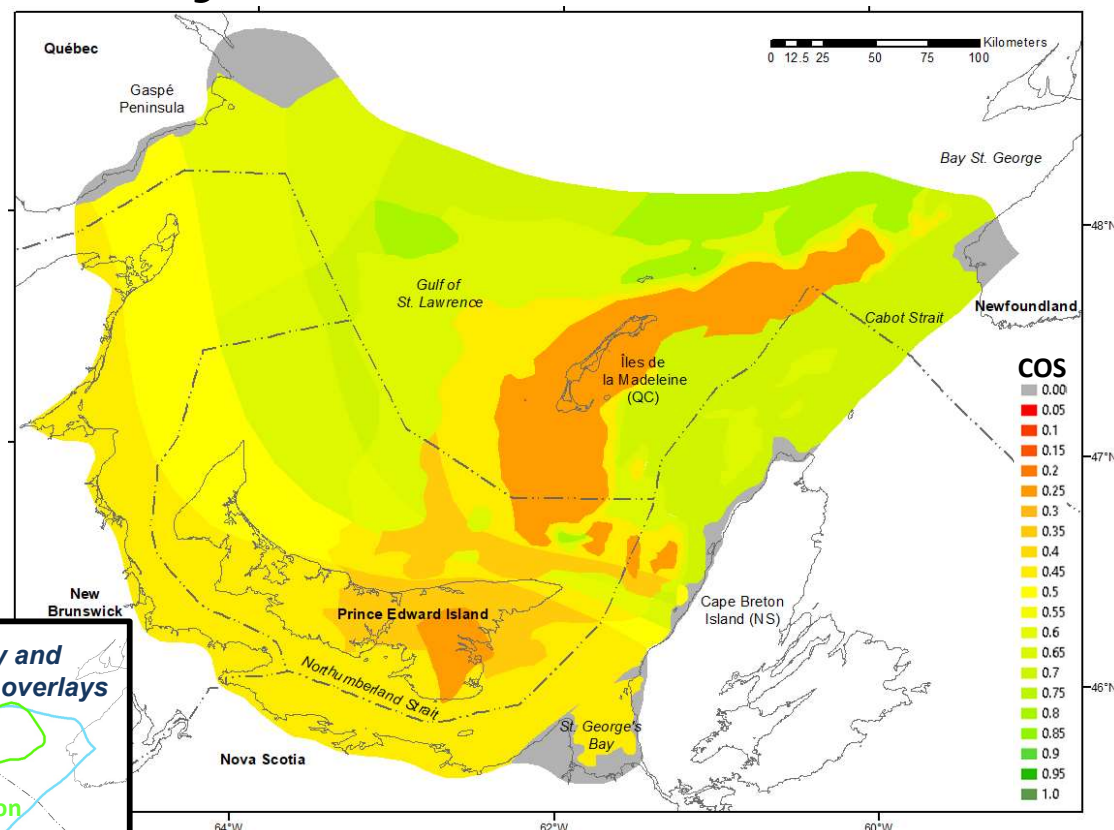 Québec
Gaspé
Peninsula
Kilometers
0 12.5 25 50 75 100
Bay St. George
48°N
Gulf of
St. Lawrence
Cabot Strait
Newfoundland
Îles de
la Madeleine
(QC)
COS
0.00
0.05
0.1
0.15
0.2
0.25
0.3
0.35
0.4
0.45
0.5
0.55
0.6
0.65
0.7
0.75
0.8
0.85
0.9
0.95
1.0
47°N
New
Brunswick
Prince Edward Island
Cape Breton
Island (NS)
Northumberland Strait
46°N
St. George's
Bay
Nova Scotia
and
overlays
64°W
62°W
60°W